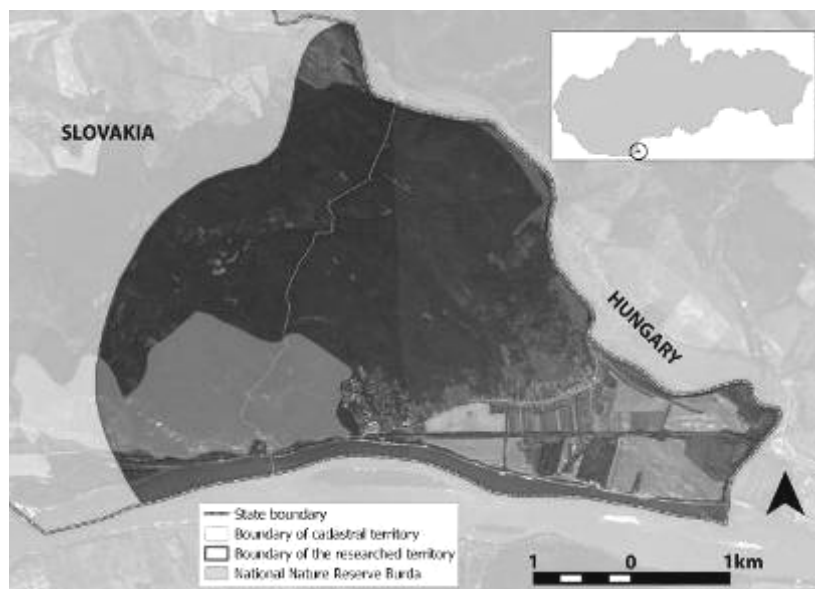 SLOVAKIA
HUNGARY
State boundary
Boundary of cadastral territory
Boundary of the researched territory
National Nature Reserve Burda
1 0 1km